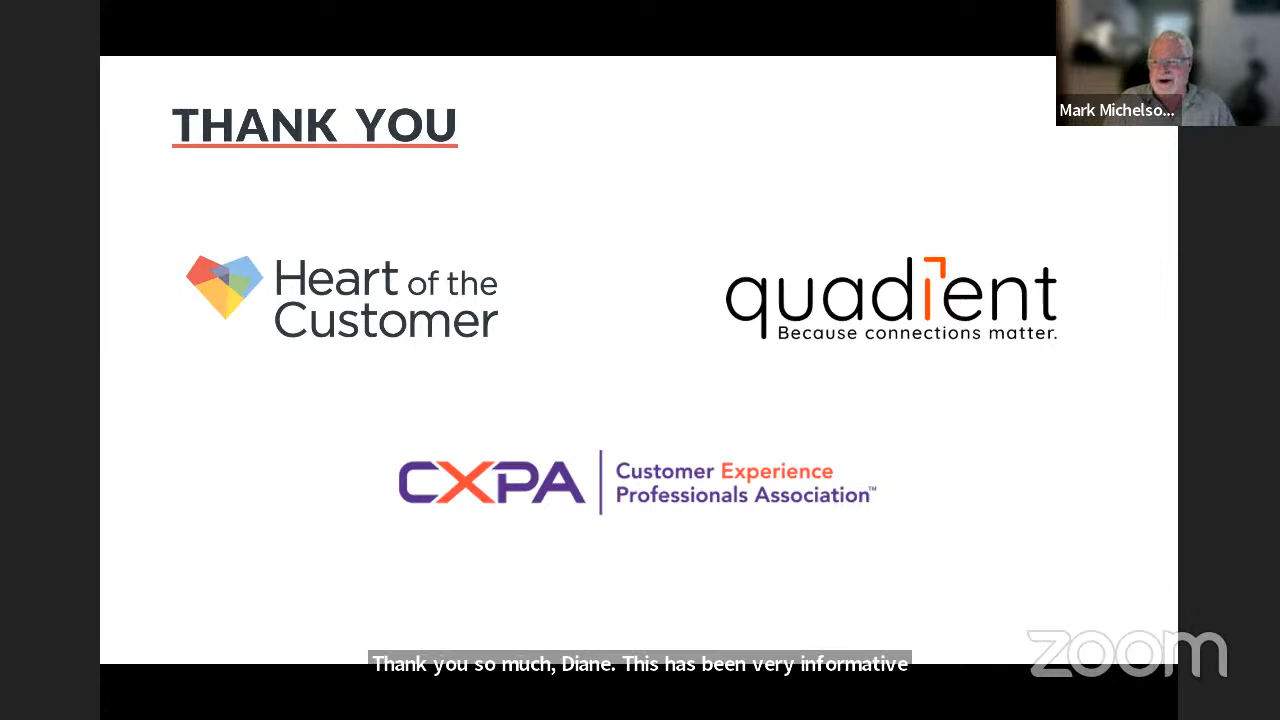 Mark Michelso...
THANK YOU
Heart of the
Customer
quadient
Because connections matter.
CXPA
Customer Experience
Professionals Association™
Thank you so much, Diane. This has been very informative
zoom